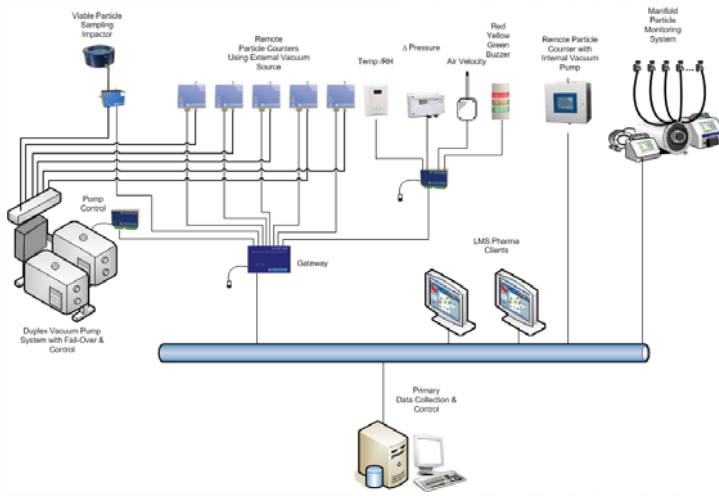 Viable Particle
Sampling
Impactor
Remote
Particle Counters
Using External Vacuum
Source
Temp /RH
Δ Pressure
Air Velocity
Red
Yellow
Green
Buzzer
Remote Particle
Counter with
Internal Vacuum
Pump
Manifold
Particle
Monitoring
System
Pump
Control
Gateway
LMS Pharma
Clients
Duplex Vacuum Pump
System with Fail-Over &
Control
Primary
Data Collection &
Control